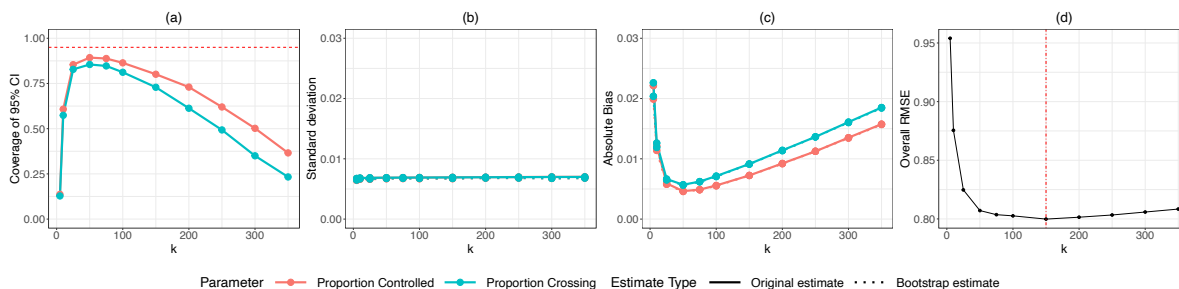 (a)
Coverage of 95% CI
1.00
0.75
0.50
0.25
0.00
0 100 200 300
k
(b)
Standard deviation
0.03
0.02
0.01
0.00
0 100 200 300
k
(c)
Absolute Bias
0.03
0.02
0.01
0.00
0 100 200 300
k
(d)
Overall RMSE
0.95
0.90
0.85
0.80
0 100 200 300
k
Parameter Proportion Controlled Proportion Crossing Estimate Type Original estimate Bootstrap estimate